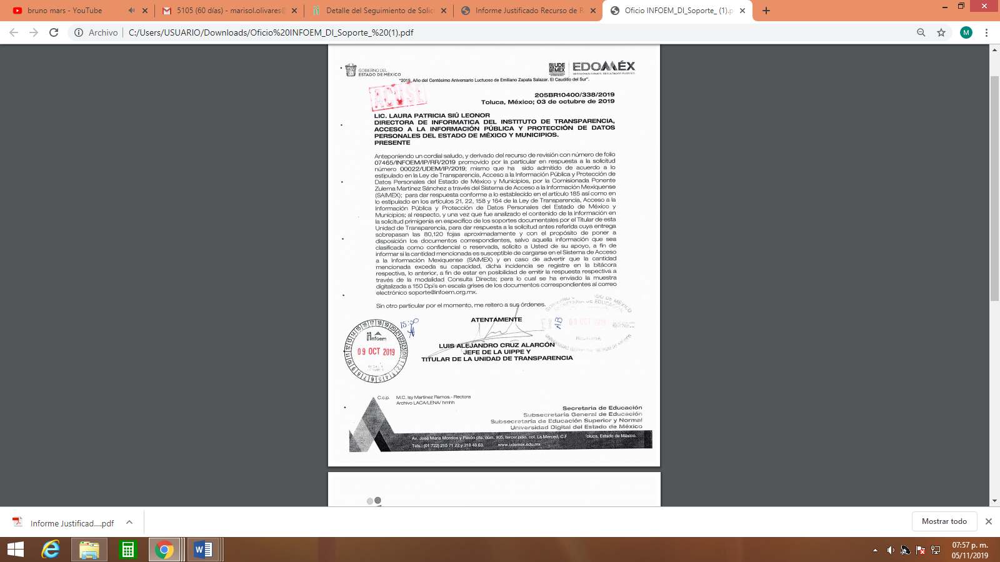 bruno mars - YouTube
5105 (60 días) - marisol.olivares@
Detalle del Seguimiento de Solic
Informe Justificado Recurso de R
Oficio INFOEM_DI_Soporte_ (1).p
Archivo
C:/Users/USUARIO/Downloads/Oficio%20INFOEM_DI_Soporte_%20(1).pdf
M
GOBIERNO DEL
ESTADO DE MÉXICO
UDE
MEX
EDOMÉX
DECISIONES FIRMES, RESULTADOS FUERTES.
"2019, Año del Centésimo Aniversario Luctuoso de Emiliano Zapata Salazar. El Caudillo del Sur".
ACUSE
205BR10400/338/2019
Toluca, México; 03 de octubre de 2019
LIC. LAURA PATRICIA SIÚ LEONOR
DIRECTORA DE INFORMATICA DEL INSTITUTO DE TRANSPARENCIA,
ACCESO A LA INFORMACIÓN PÚBLICA Y PROTECCIÓN DE DATOS
PERSONALES DEL ESTADO DE MÉXICO Y MUNICIPIOS.
PRESENTE
Anteponiendo un cordial saludo, y derivado del recurso de revisión con número de folio
07465/INFOEM/IP/RR/2019 promovido por la particular en respuesta a la solicitud
número 00022/UDEM/IP/2019; mismo que ha sido admitido de acuerdo a lo
estipulado en la Ley de Transparencia, Acceso a la Información Pública y Protección de
Datos Personales del Estado de México y Municipios, por la Comisionada Ponente
Zulema Martínez Sánchez a través del Sistema de Acceso a la Información Mexiquense
(SAIMEX); para dar respuesta conforme a lo establecido en el artículo 185 así como en
lo estipulado en los artículos 21, 22, 158 y 164 de la Ley de Transparencia, Acceso a la
Información Pública y Protección de Datos Personales del Estado de México y
Municipios; al respecto, y una vez que fue analizado el contenido de la información en
la solicitud primigenia en específico de los soportes documentales por el Titular de esta
Unidad de Transparencia, para dar respuesta a la solicitud antes referida cuya entrega
sobrepasan las 80,120 fojas aproximadamente y con el propósito de poner a
disposición los documentos correspondientes, salvo aquella información que sea
clasificada como confidencial o reservada, solicito a Usted de su apoyo, a fin de
informar si la cantidad mencionada es susceptible de cargarse en el Sistema de Acceso
a la Información Mexiquense (SAIMEX) y en caso de advertir que la cantidad
mencionada exceda su capacidad, dicha incidencia se registre en la bitácora
respectiva, lo anterior, a fin de estar en posibilidad de emitir la respuesta respectiva a
través de la modalidad Consulta Directa; para lo cual se ha enviado la muestra
digitalizada a 150 Dpi´s en escala grises de los documentos correspondientes al correo
electrónico soporte@infoem.org.mx.
Sin otro particular por el momento, me reitero a sus órdenes.
ATENTAMENTE
15:50
infoem
09 OCT 2019
AB
09 OCT 2019
RECTORIA
LUIS ALEJANDRO CRUZ ALARCÓN
JEFE DE LA UIPPE Y
TITULAR DE LA UNIDAD DE TRANSPARENCIA
C.c.p. M.C. Isy Martínez Ramos.- Rectora
Archivo LACA/LENA/ hmhh
Secretaría de Educación
Subsecretaría General de Educación
Subsecretaría de Educación Superior y Normal
Universidad Digital del Estado de México
Av. José María Morelos y Pavón pte. núm. 905, tercer piso, col. La Merced, C.P. Toluca, Estado de México.
Tels.: (01 722) 215 71 22 y 318 48 63. www.udemex.edu.mx
Informe Justificad....pdf
Mostrar todo
07:57 p. m.
05/11/2019